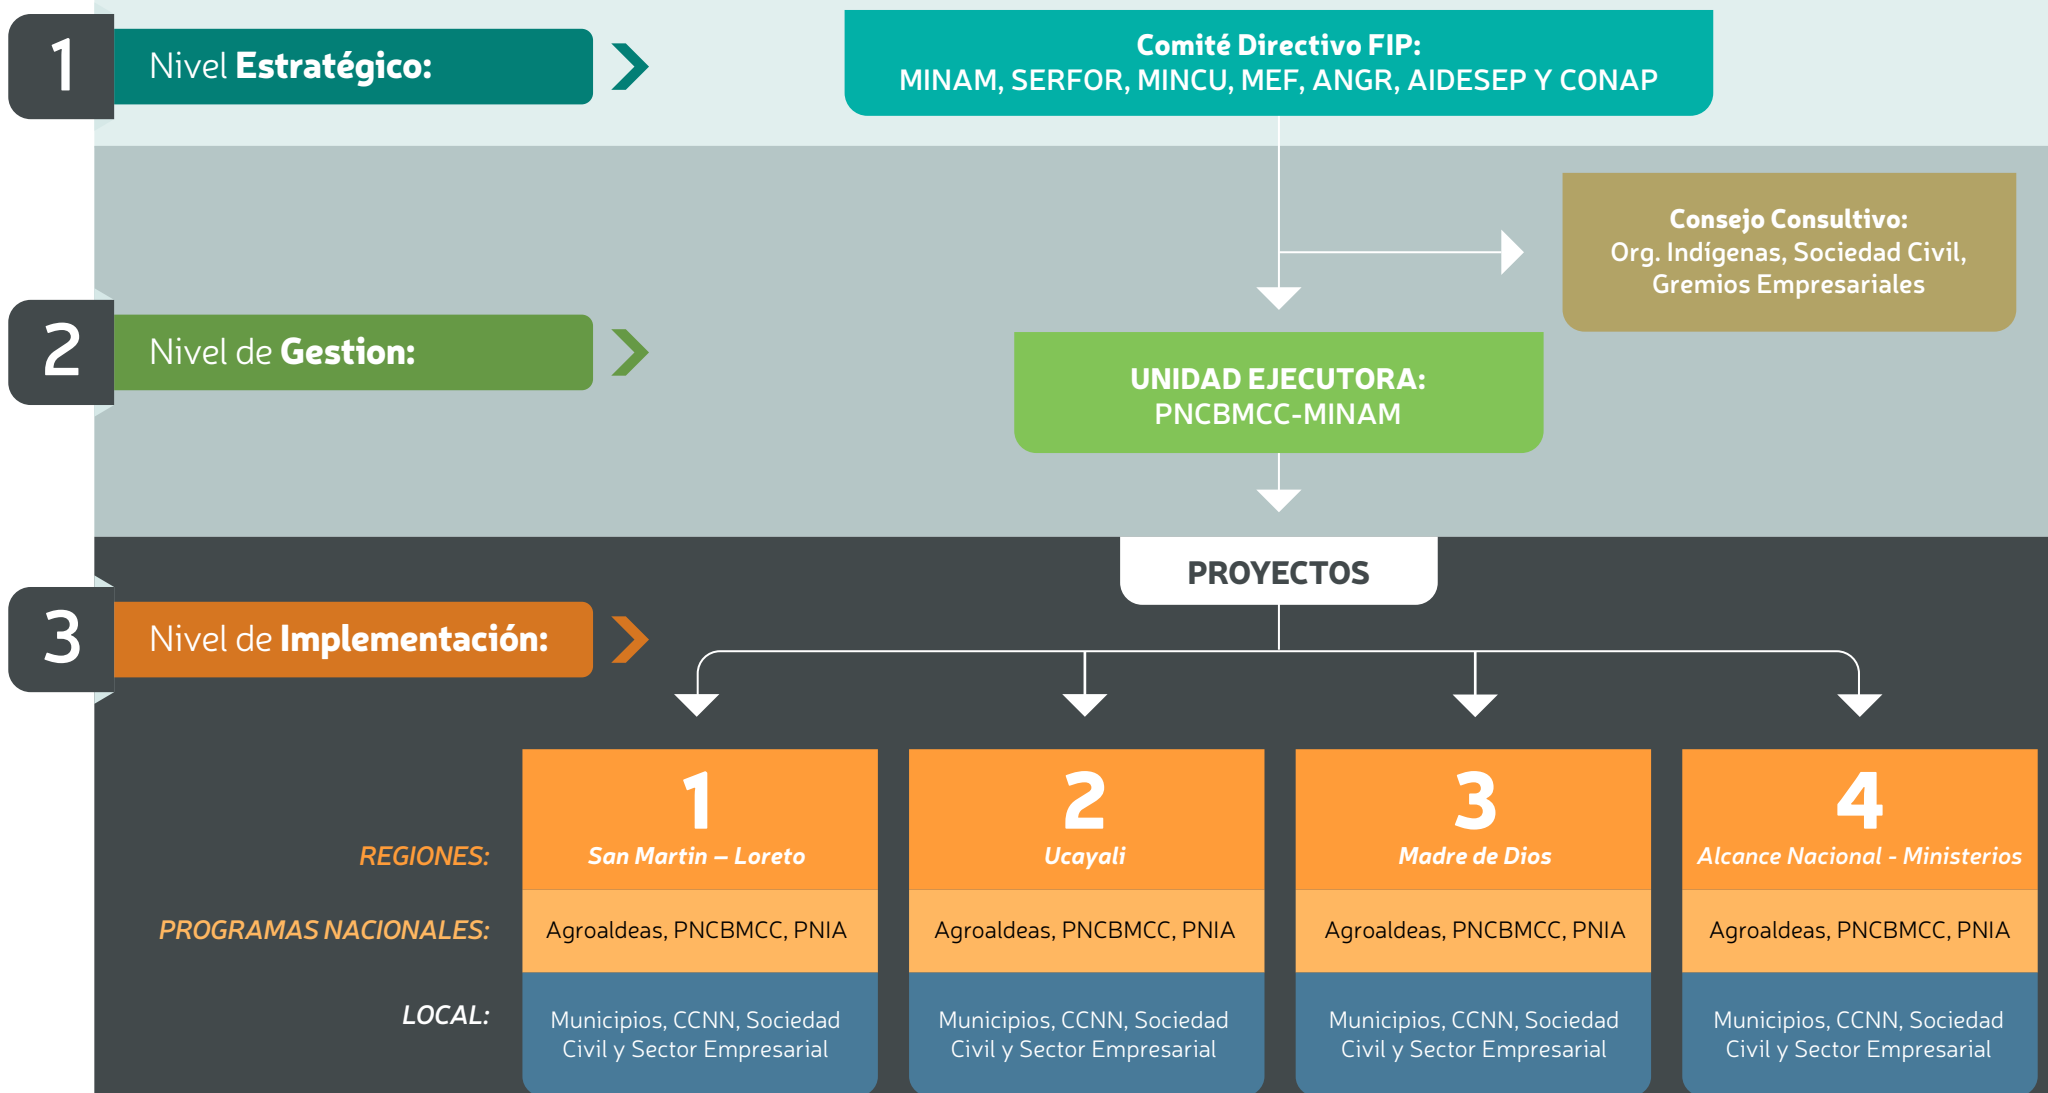 1
Nivel Estratégico:
Comité Directivo FIP:
MINAM, SERFOR, MINCU, MEF, ANGR, AIDESEP Y CONAP
Consejo Consultivo:
Org. Indígenas, Sociedad Civil,
Gremios Empresariales
2
Nivel de Gestion:
UNIDAD EJECUTORA:
PNCBMCC-MINAM
PROYECTOS
3
Nivel de Implementación:
1
2
3
4
REGIONES:
San Martin – Loreto
Ucayali
Madre de Dios
Alcance Nacional - Ministerios
PROGRAMAS NACIONALES:
Agroaldeas, PNCBMCC, PNIA
Agroaldeas, PNCBMCC, PNIA
Agroaldeas, PNCBMCC, PNIA
Agroaldeas, PNCBMCC, PNIA
LOCAL:
Municipios, CCNN, Sociedad
Civil y Sector Empresarial
Municipios, CCNN, Sociedad
Civil y Sector Empresarial
Municipios, CCNN, Sociedad
Civil y Sector Empresarial
Municipios, CCNN, Sociedad
Civil y Sector Empresarial